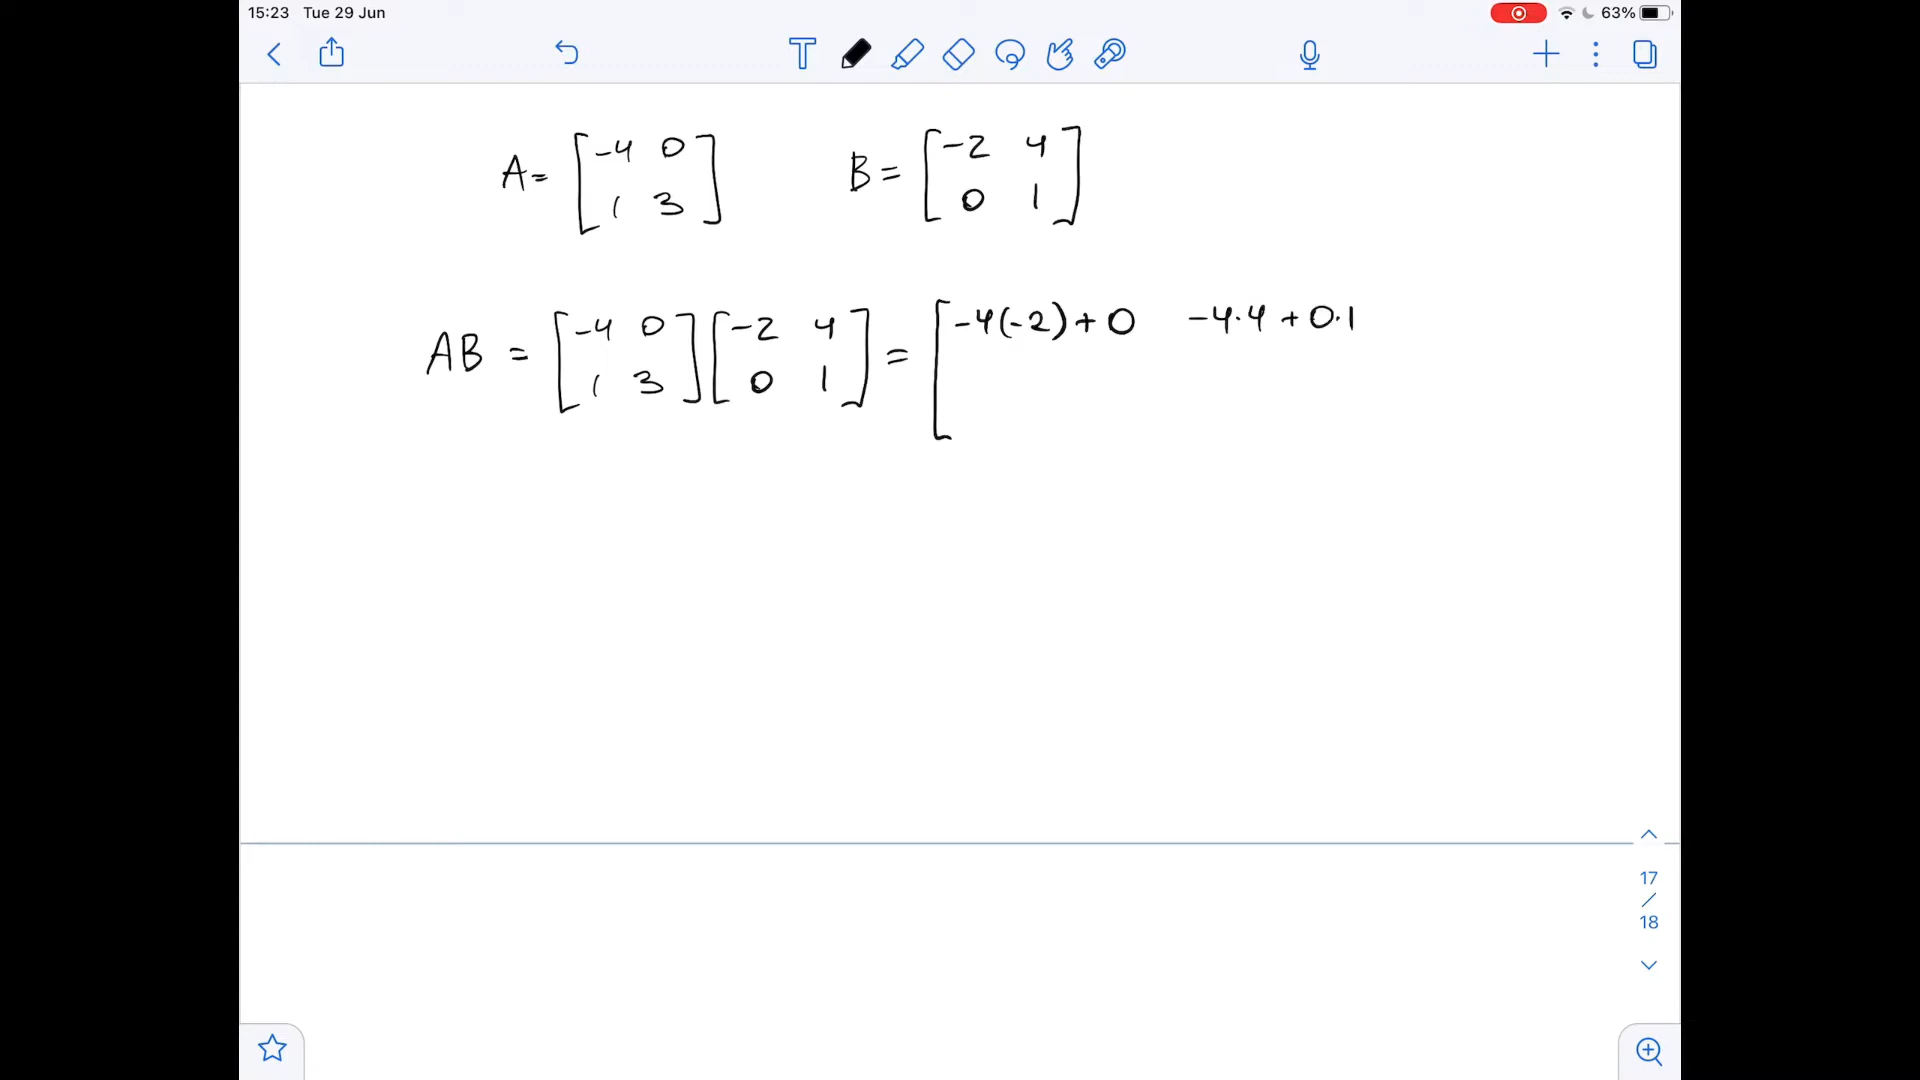 15:23 Tue 29 Jun 63%
T
A = [-4 0 B = [-2 4]
1 3] 0 1]
AB = [-4 0][-2 4] = [-4(-2) + 0 -4·4 + 0·1
1 3 0 1
17
/
18